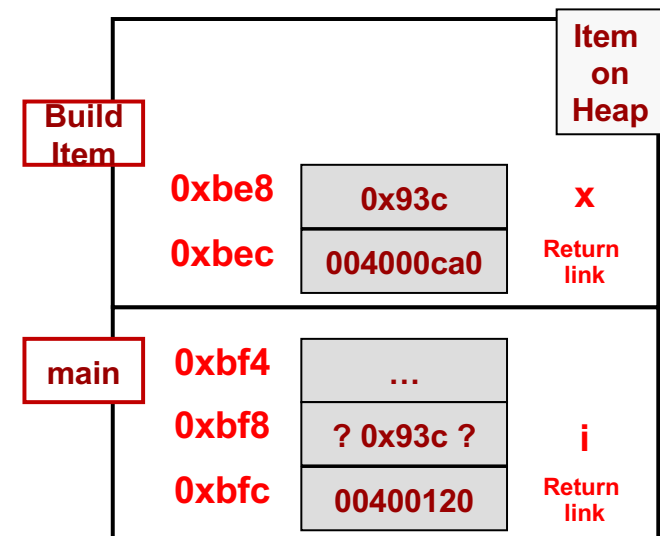 Item
on
Heap
Build
Item
0xbe8 0x93c x
0xbec 004000ca0 Return
link
main 0xbf4 ...
0xbf8 ? 0x93c ? i
0xbfc 00400120 Return
link